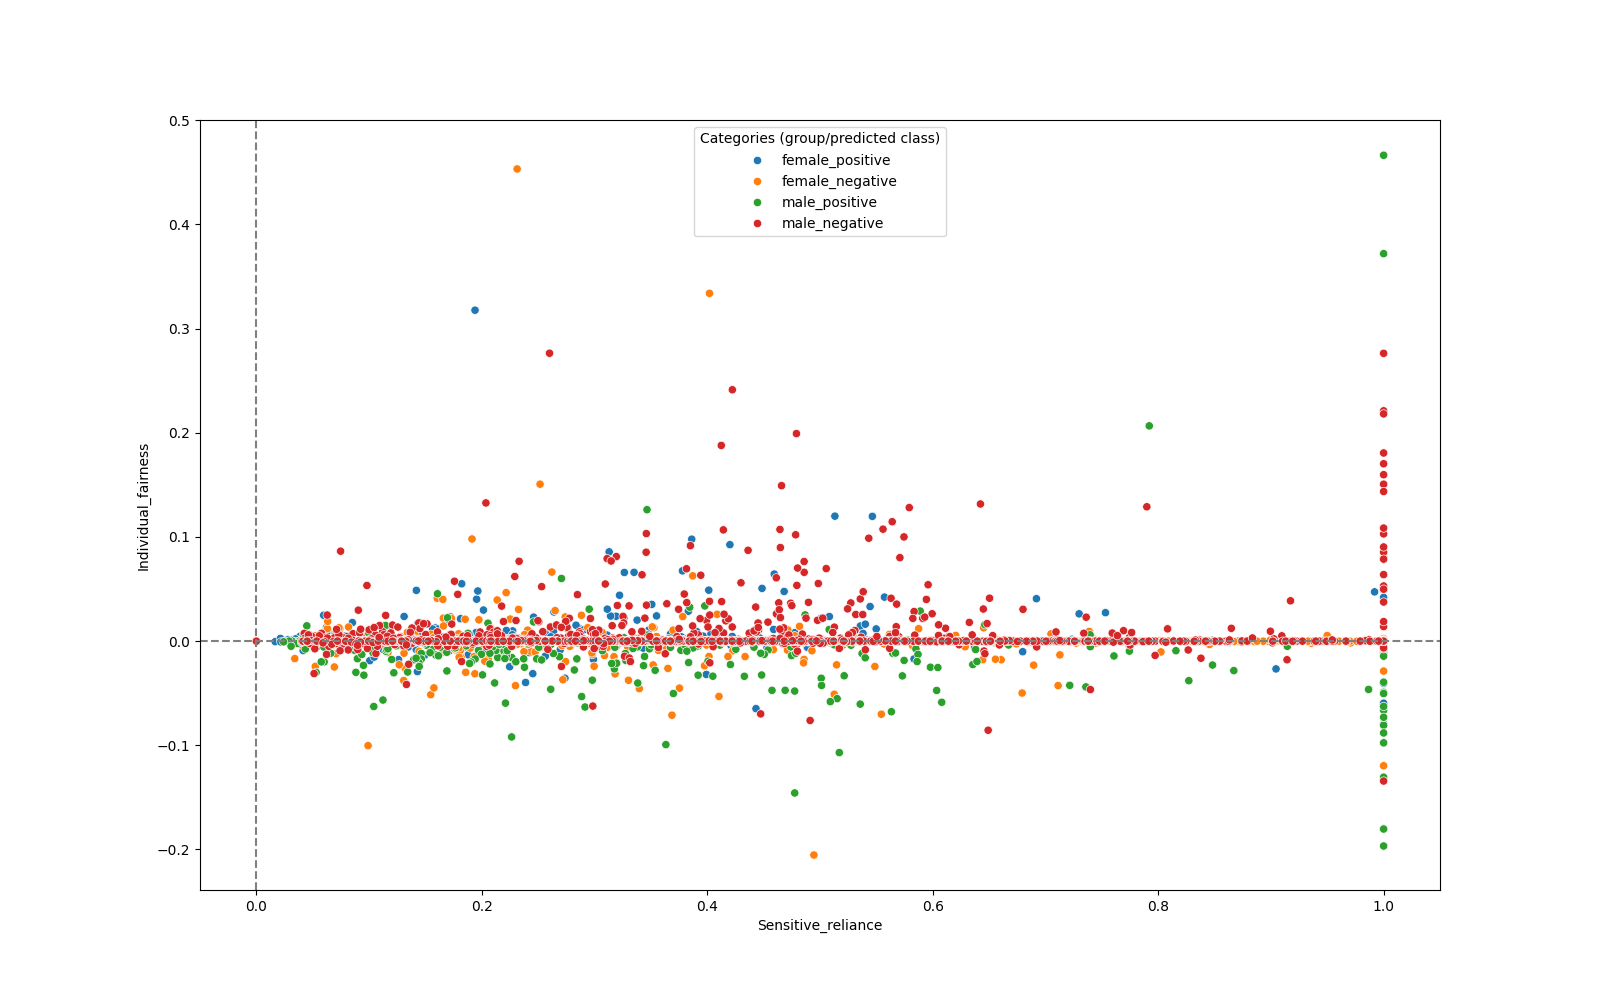 0.5
0.4
0.3
0.2
0.1
0.0
−0.1
−0.2
Individual_fairness
Categories (group/predicted class)
female_positive
female_negative
male_positive
male_negative
0.0 0.2 0.4 0.6 0.8 1.0
Sensitive_reliance